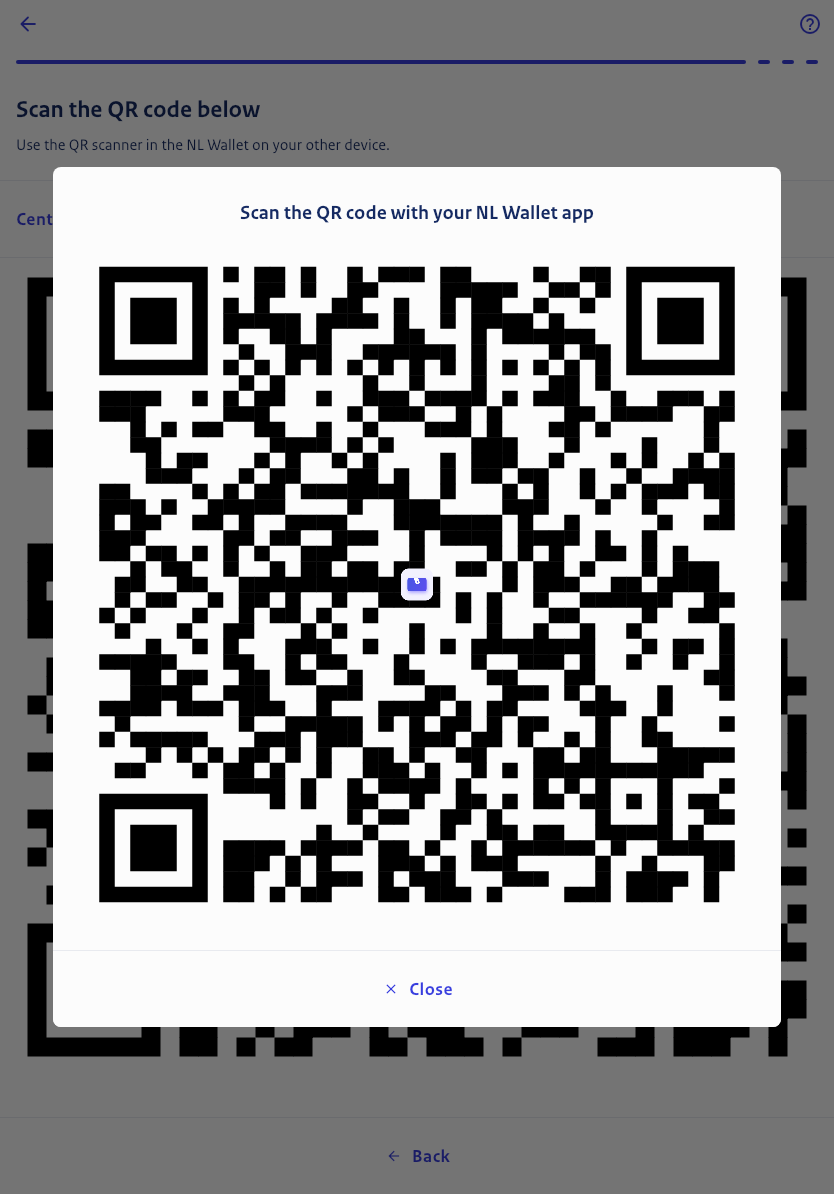 Scan the QR code below
Use the QR scanner in the NL Wallet on your other device.
Cent
Scan the QR code with your NL Wallet app
Close
Back